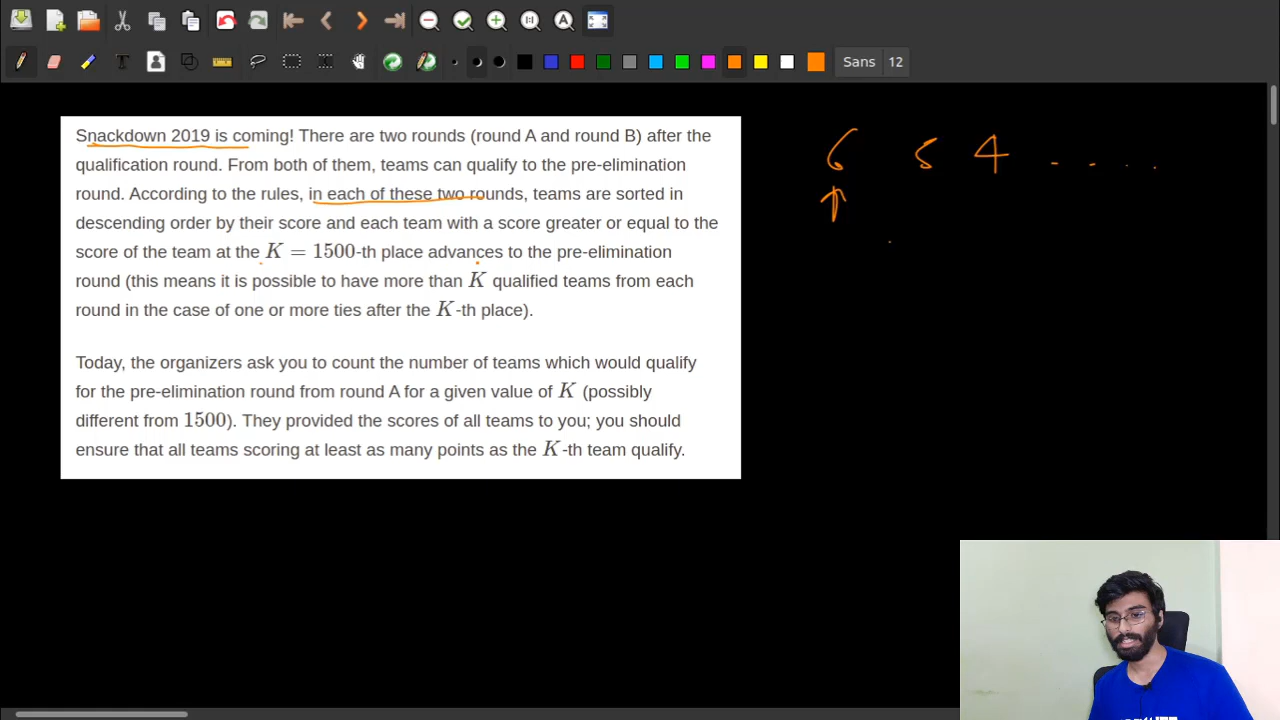 Sans 12
Snackdown 2019 is coming! There are two rounds (round A and round B) after the
qualification round. From both of them, teams can qualify to the pre-elimination
round. According to the rules, in each of these two rounds, teams are sorted in
descending order by their score and each team with a score greater or equal to the
score of the team at the K = 1500-th place advances to the pre-elimination
round (this means it is possible to have more than K qualified teams from each
round in the case of one or more ties after the K-th place).
Today, the organizers ask you to count the number of teams which would qualify
for the pre-elimination round from round A for a given value of K (possibly
different from 1500). They provided the scores of all teams to you; you should
ensure that all teams scoring at least as many points as the K-th team qualify.
6 5 4 . . . .